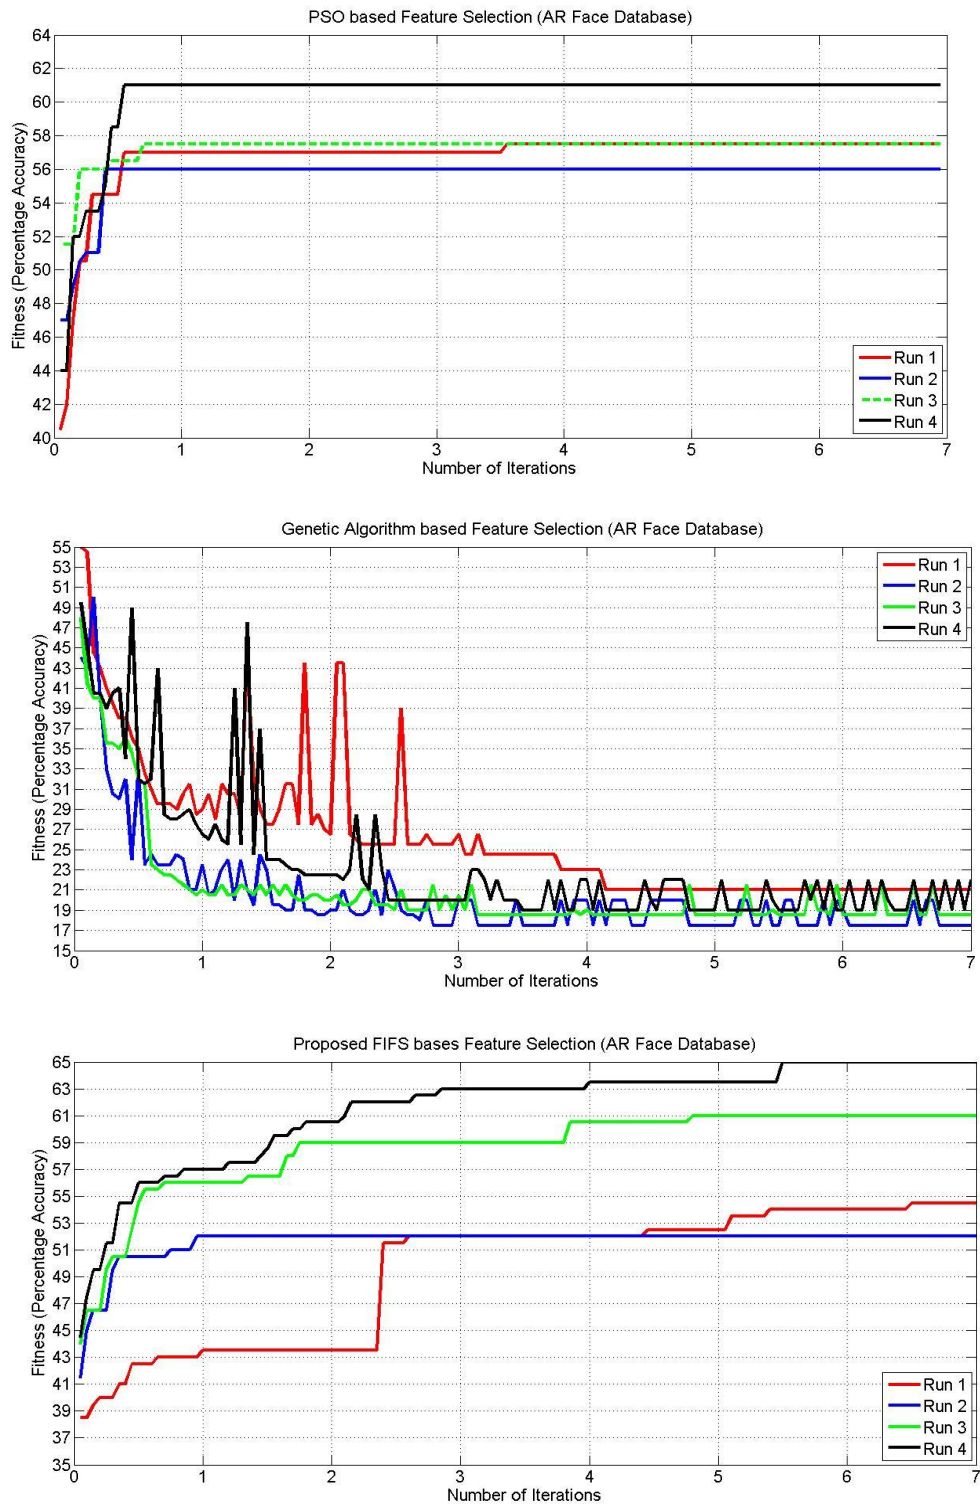 PSO based Feature Selection (AR Face Database)
64
62
60
58
56
54
52
50
48
46
44
42
40
Fitness (Percentage Accuracy)
0 1 2 3 4 5 6 7
Number of Iterations
Run 1
Run 2
Run 3
Run 4
Genetic Algorithm based Feature Selection (AR Face Database)
55
53
51
49
47
45
43
41
39
37
35
33
31
29
27
25
23
21
19
17
15
Fitness (Percentage Accuracy)
0 1 2 3 4 5 6 7
Number of Iterations
Run 1
Run 2
Run 3
Run 4
Proposed FIFS bases Feature Selection (AR Face Database)
65
63
61
59
57
55
53
51
49
47
45
43
41
39
37
35
Fitness (Percentage Accuracy)
0 1 2 3 4 5 6 7
Number of Iterations
Run 1
Run 2
Run 3
Run 4